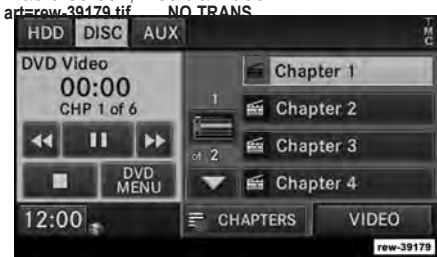 art=rew-39179.tif NO TRANS
HDD DISC AUX
TMC
DVD Video
00:00
CHP 1 of 6
DVD MENU
1
of 2
Chapter 1
Chapter 2
Chapter 3
Chapter 4
12:00
CHAPTERS
VIDEO
rew-39179